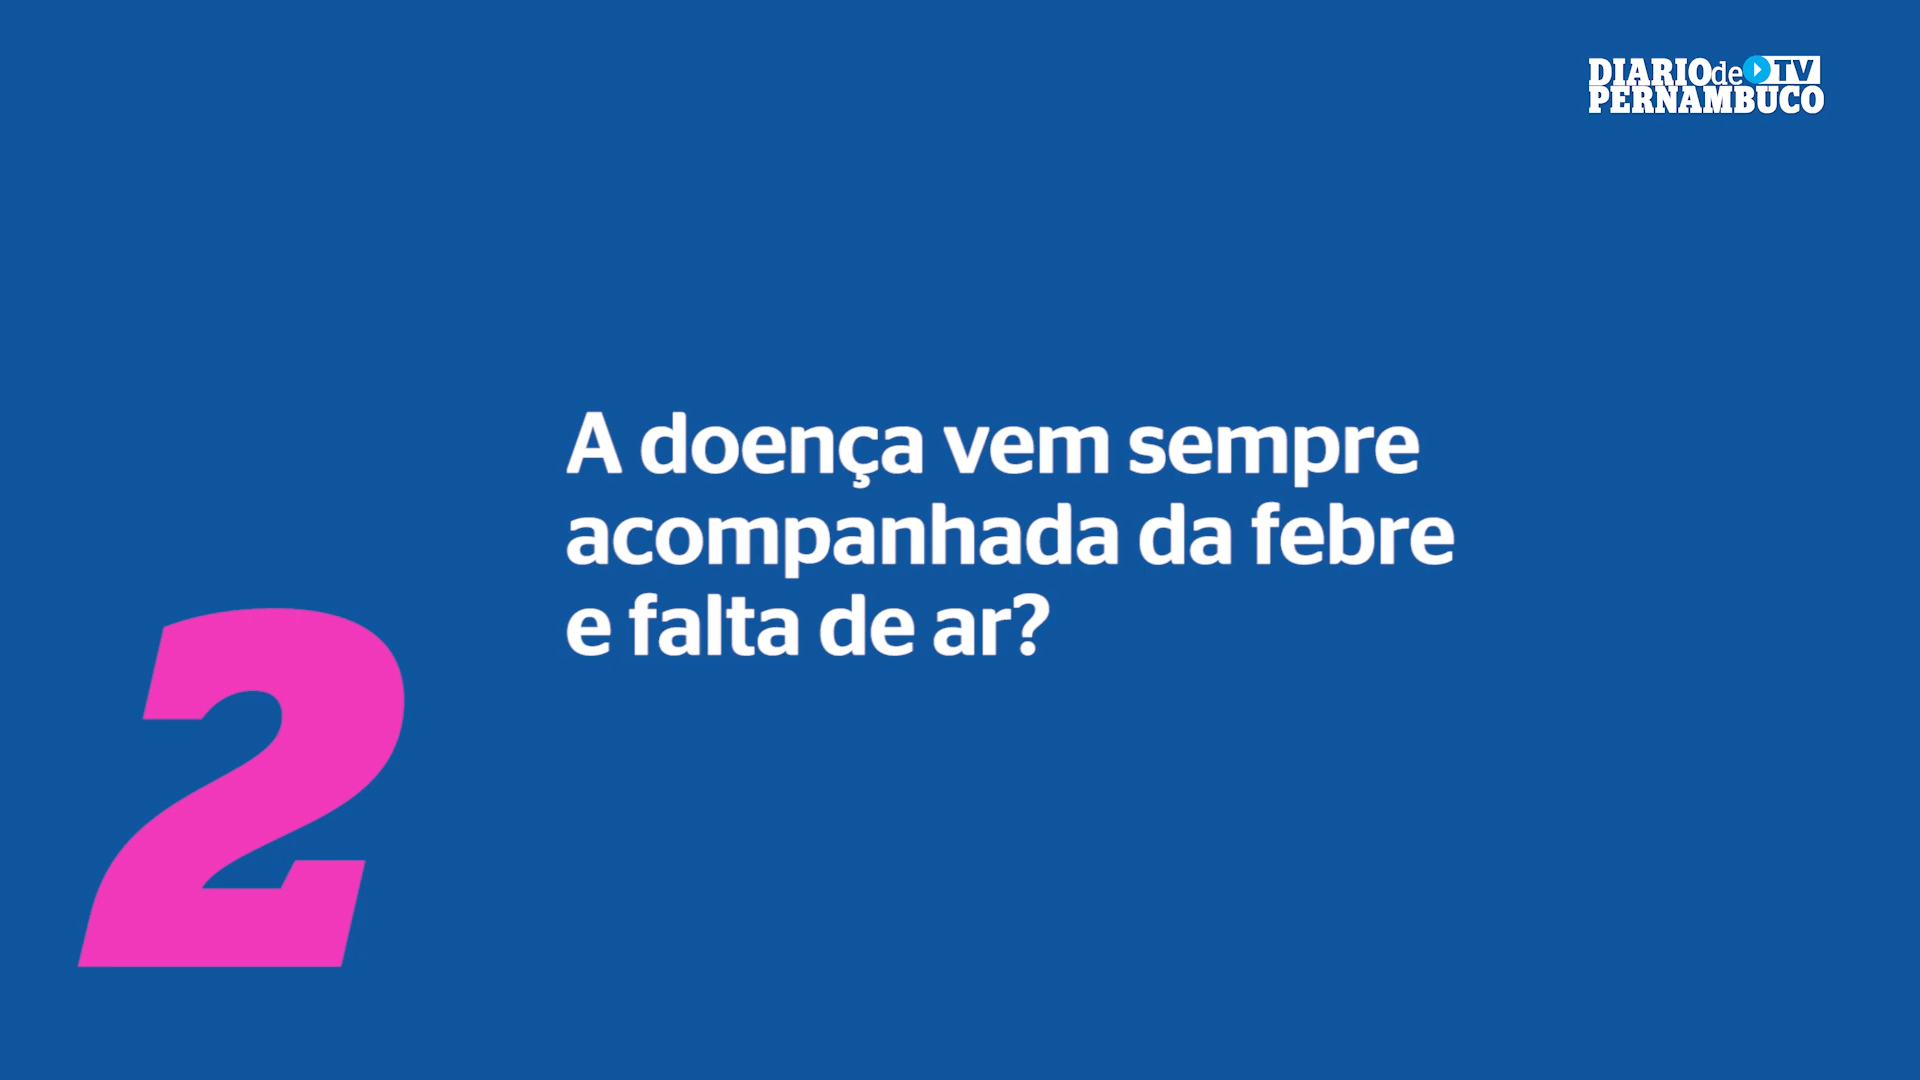 DIARIO de TV
PERNAMBUCO
A doença vem sempre
acompanhada da febre
e falta de ar?
2